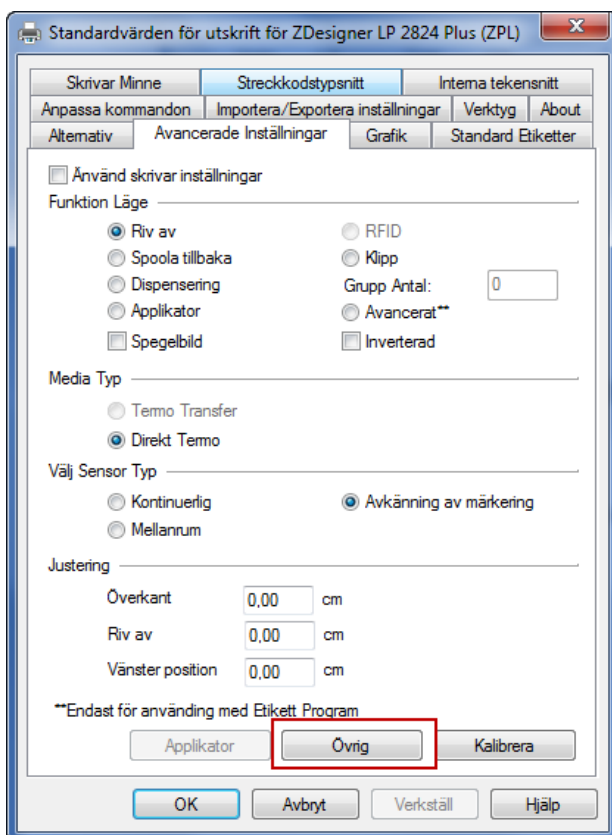 Standardvärden för utskrift för ZDesigner LP 2824 Plus (ZPL)
Skrivar Minne Streckkodstypsnitt Interna tekensnitt
Anpassa kommandon Importera/Exportera inställningar Verktyg About
Alternativ Avancerade Inställningar Grafik Standard Etiketter
Använd skrivar inställningar
Funktion Läge
Riv av RFID
Spoola tillbaka Klipp
Dispensering Grupp Antal: 0
Applikator Avancerat**
Spegelbild Inverterad
Media Typ
Termo Transfer
Direkt Termo
Välj Sensor Typ
Kontinuerlig Avkänning av märkering
Mellanrum
Justering
Överkant 0,00 cm
Riv av 0,00 cm
Vänster position 0,00 cm
**Endast för använding med Etikett Program
Applikator Övrig Kalibrera
OK Avbryt Verkställ Hjälp